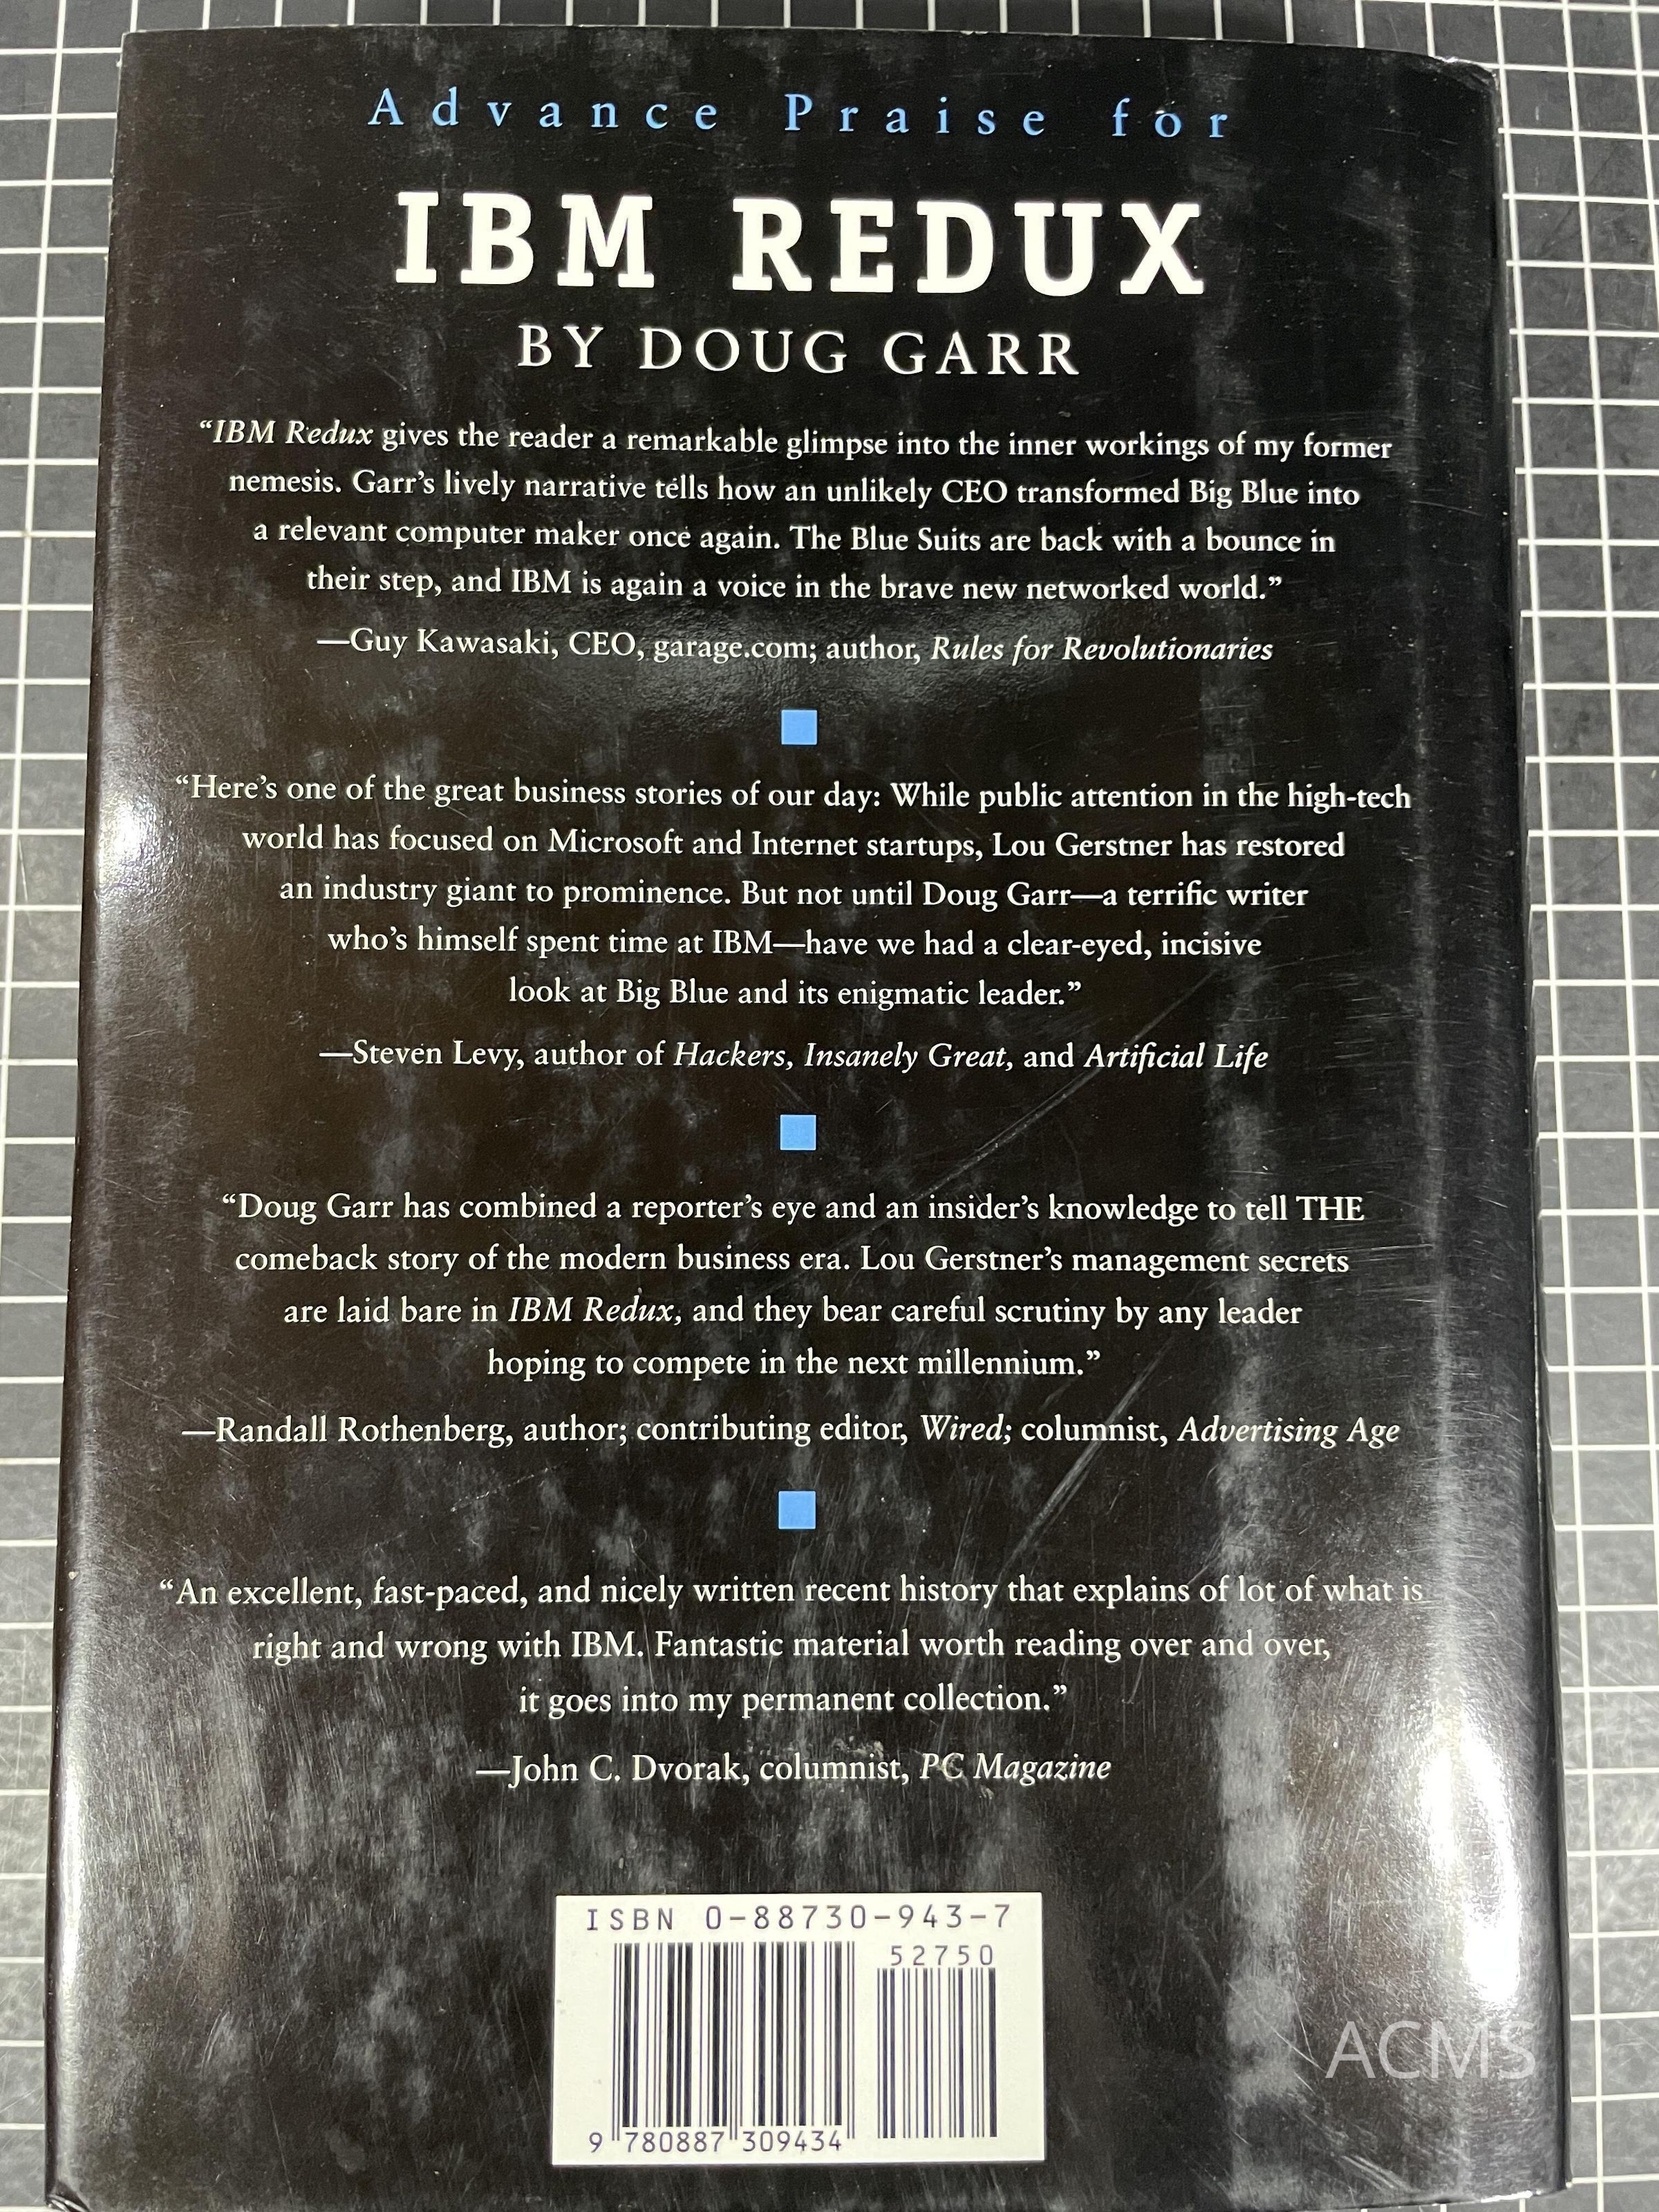 Advance Praise for
IBM REDUX
BY DOUG GARR
“IBM Redux gives the reader a remarkable glimpse into the inner workings of my former
nemesis. Garr’s lively narrative tells how an unlikely CEO transformed Big Blue into
a relevant computer maker once again. The Blue Suits are back with a bounce in
their step, and IBM is again a voice in the brave new networked world.”
—Guy Kawasaki, CEO, garage.com; author, Rules for Revolutionaries
“Here’s one of the great business stories of our day: While public attention in the high-tech
world has focused on Microsoft and Internet startups, Lou Gerstner has restored
an industry giant to prominence. But not until Doug Garr—a terrific writer
who’s himself spent time at IBM—have we had a clear-eyed, incisive
look at Big Blue and its enigmatic leader.”
—Steven Levy, author of Hackers, Insanely Great, and Artificial Life
“Doug Garr has combined a reporter’s eye and an insider’s knowledge to tell THE
comeback story of the modern business era. Lou Gerstner’s management secrets
are laid bare in IBM Redux, and they bear careful scrutiny by any leader
hoping to compete in the next millennium.”
—Randall Rothenberg, author; contributing editor, Wired; columnist, Advertising Age
“An excellent, fast-paced, and nicely written recent history that explains of lot of what is
right and wrong with IBM. Fantastic material worth reading over and over,
it goes into my permanent collection.”
—John C. Dvorak, columnist, PC Magazine
ISBN 0-88730-943-7
52750
9 780887 309434
ACMS